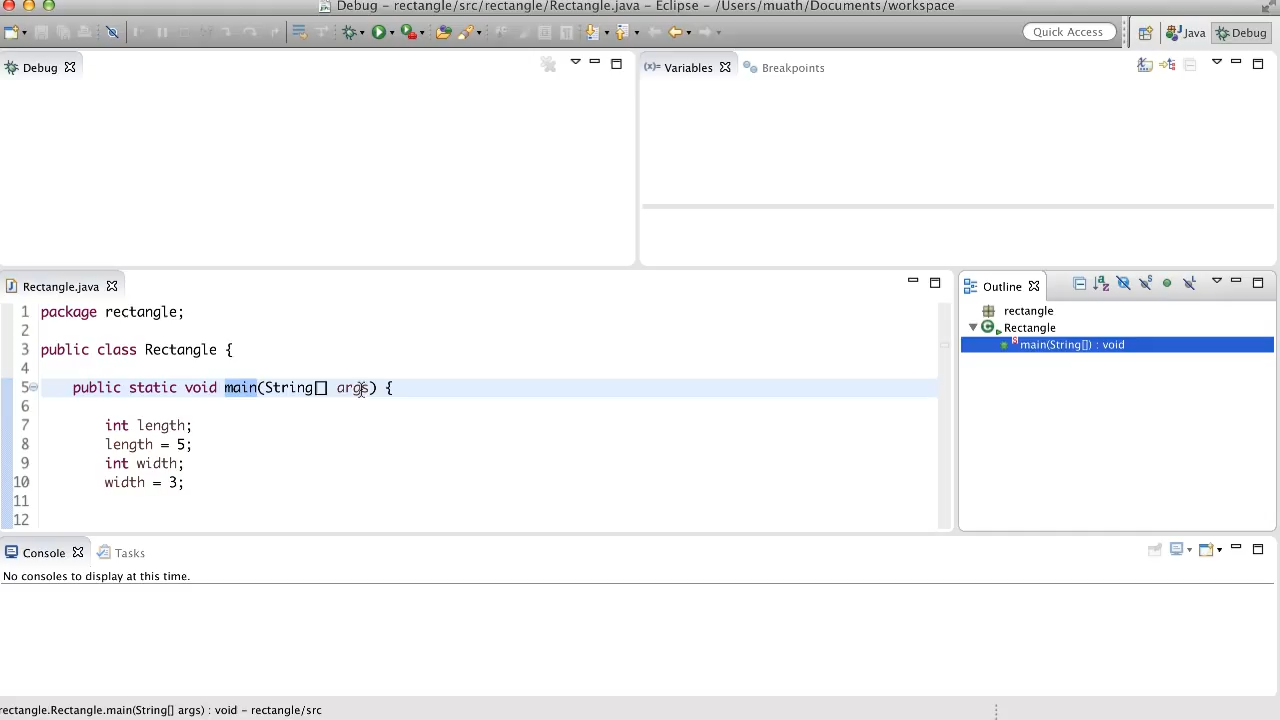 Debug - rectangle/src/rectangle/Rectangle.java - Eclipse - /Users/muath/Documents/workspace
Quick Access
Java
Debug
Debug
Variables
Breakpoints
Rectangle.java
1 package rectangle;
2
3 public class Rectangle {
4
5 public static void main(String[] args) {
6
7 int length;
8 length = 5;
9 int width;
10 width = 3;
11
12
Outline
rectangle
Rectangle
main(String[]) : void
Console
Tasks
No consoles to display at this time.
rectangle.Rectangle.main(String[] args) : void - rectangle/src